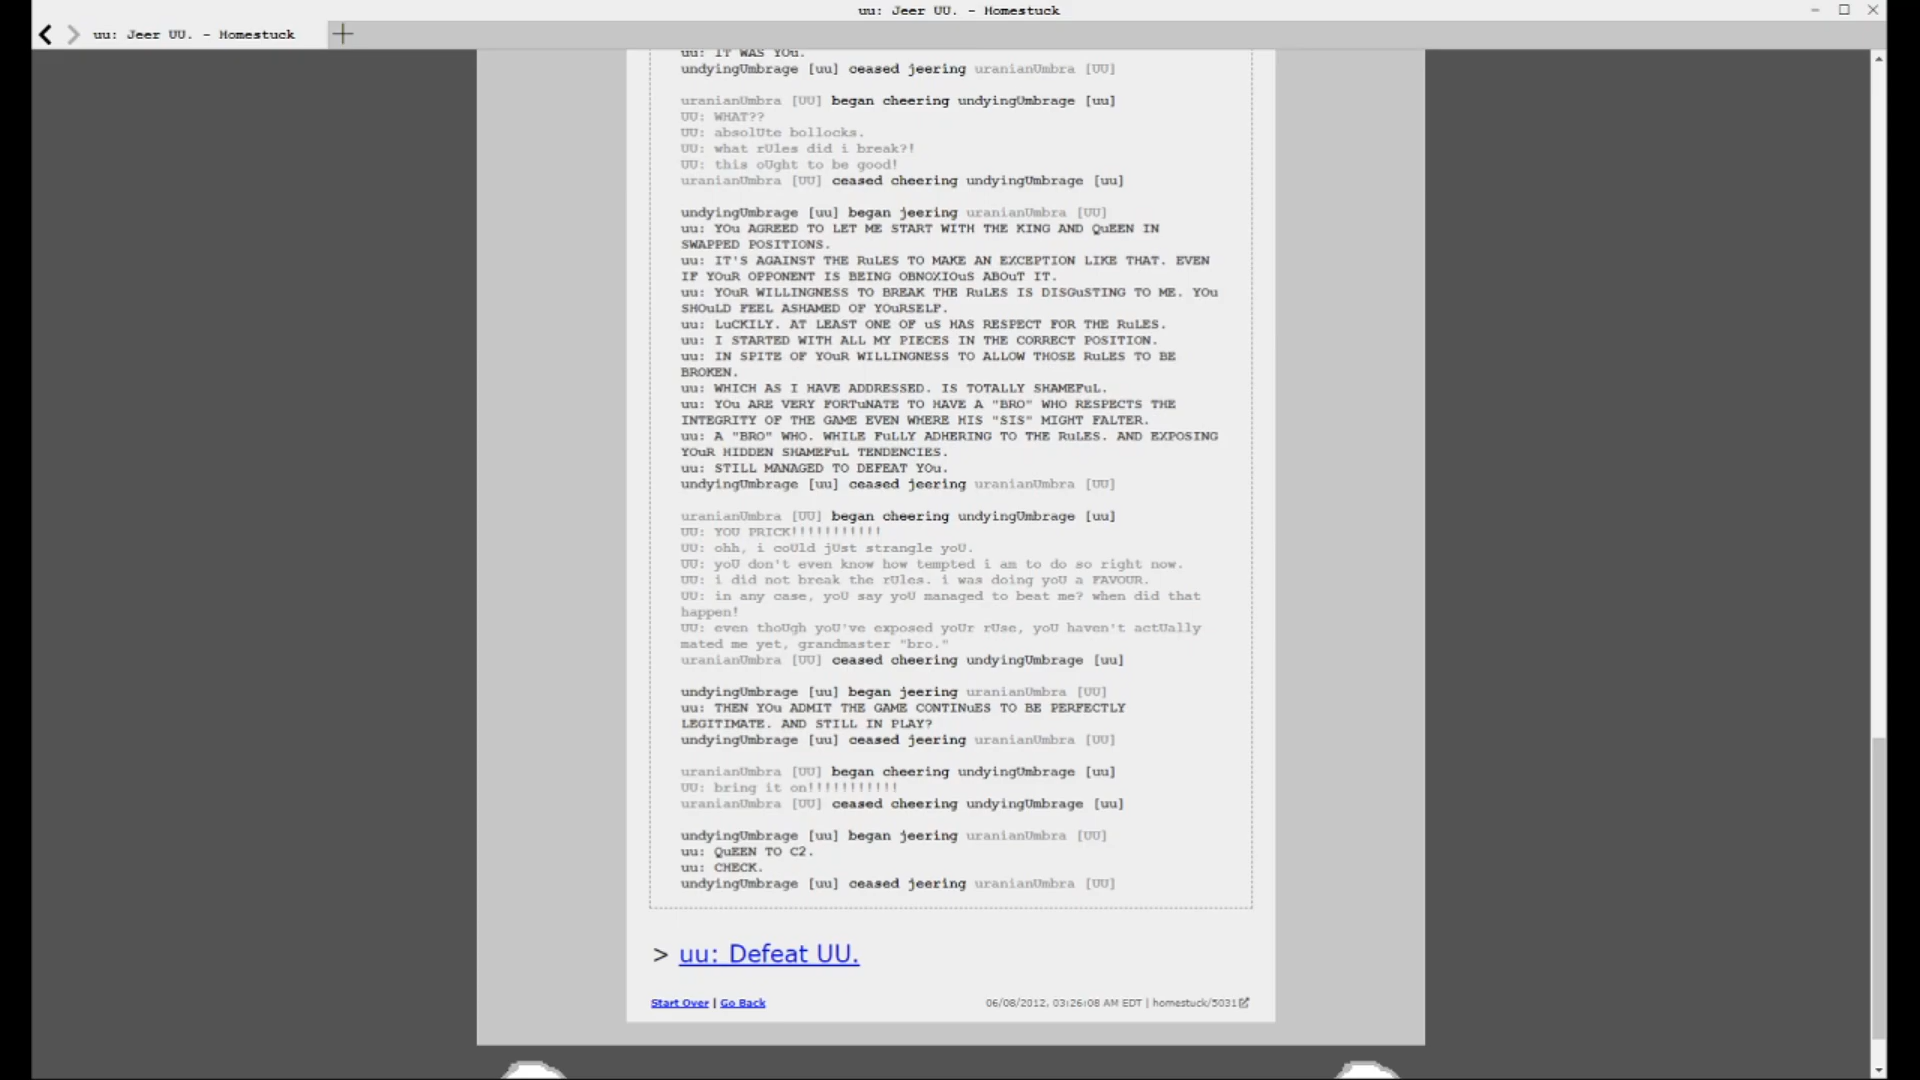 uu: Jeer UU. - Homestuck
uu: Jeer UU. - Homestuck
uu: IT WAS YOu.
undyingUmbrage [uu] ceased jeering uranianUmbra [UU]
uranianUmbra [UU] began cheering undyingUmbrage [uu]
UU: WHAT??
UU: absolUte bollocks.
UU: what rUles did i break?!
UU: this oUght to be good!
uranianUmbra [UU] ceased cheering undyingUmbrage [uu]
undyingUmbrage [uu] began jeering uranianUmbra [UU]
uu: YOu AGREED TO LET ME START WITH THE KING AND QuEEN IN
SWAPPED POSITIONS.
uu: IT'S AGAINST THE RuLES TO MAKE AN EXCEPTION LIKE THAT. EVEN
IF YOuR OPPONENT IS BEING OBNOXIOuS ABOuT IT.
uu: YOuR WILLINGNESS TO BREAK THE RuLES IS DISGuSTING TO ME. YOu
SHOuLD FEEL ASHAMED OF YOuRSELF.
uu: LuCKILY. AT LEAST ONE OF uS HAS RESPECT FOR THE RuLES.
uu: I STARTED WITH ALL MY PIECES IN THE CORRECT POSITION.
uu: IN SPITE OF YOuR WILLINGNESS TO ALLOW THOSE RuLES TO BE
BROKEN.
uu: WHICH AS I HAVE ADDRESSED. IS TOTALLY SHAMEFuL.
uu: YOu ARE VERY FORTuNATE TO HAVE A "BRO" WHO RESPECTS THE
INTEGRITY OF THE GAME EVEN WHERE HIS "SIS" MIGHT FALTER.
uu: A "BRO" WHO. WHILE FuLLY ADHERING TO THE RuLES. AND EXPOSING
YOuR HIDDEN SHAMEFuL TENDENCIES.
uu: STILL MANAGED TO DEFEAT YOu.
undyingUmbrage [uu] ceased jeering uranianUmbra [UU]
uranianUmbra [UU] began cheering undyingUmbrage [uu]
UU: YOU PRICK!!!!!!!!!!!
UU: ohh, i coUld jUst strangle yoU.
UU: yoU don't even know how tempted i am to do so right now.
UU: i did not break the rUles. i was doing yoU a FAVOUR.
UU: in any case, yoU say yoU managed to beat me? when did that
happen!
UU: even thoUgh yoU've exposed yoUr rUse, yoU haven't actUally
mated me yet, grandmaster "bro."
uranianUmbra [UU] ceased cheering undyingUmbrage [uu]
undyingUmbrage [uu] began jeering uranianUmbra [UU]
uu: THEN YOu ADMIT THE GAME CONTINuES TO BE PERFECTLY
LEGITIMATE. AND STILL IN PLAY?
undyingUmbrage [uu] ceased jeering uranianUmbra [UU]
uranianUmbra [UU] began cheering undyingUmbrage [uu]
UU: bring it on!!!!!!!!!!!
uranianUmbra [UU] ceased cheering undyingUmbrage [uu]
undyingUmbrage [uu] began jeering uranianUmbra [UU]
uu: QuEEN TO C2.
uu: CHECK.
undyingUmbrage [uu] ceased jeering uranianUmbra [UU]
> uu: Defeat UU.
Start Over | Go Back
06/08/2012, 03:26:08 AM EDT | homestuck/5031